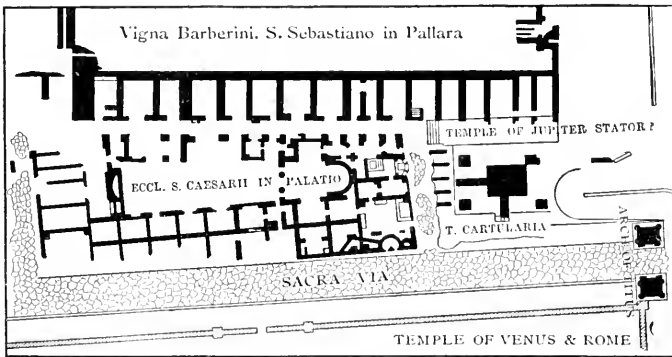 Vigna Barberini. S. Sebastiano in Pallara
TEMPLE OF JUPITER STATOR?
ECCL. S. CAESARII IN PALATIO
T. CARTULARIA
ARCH OF TITUS
SACRA VIA
TEMPLE OF VENUS & ROME